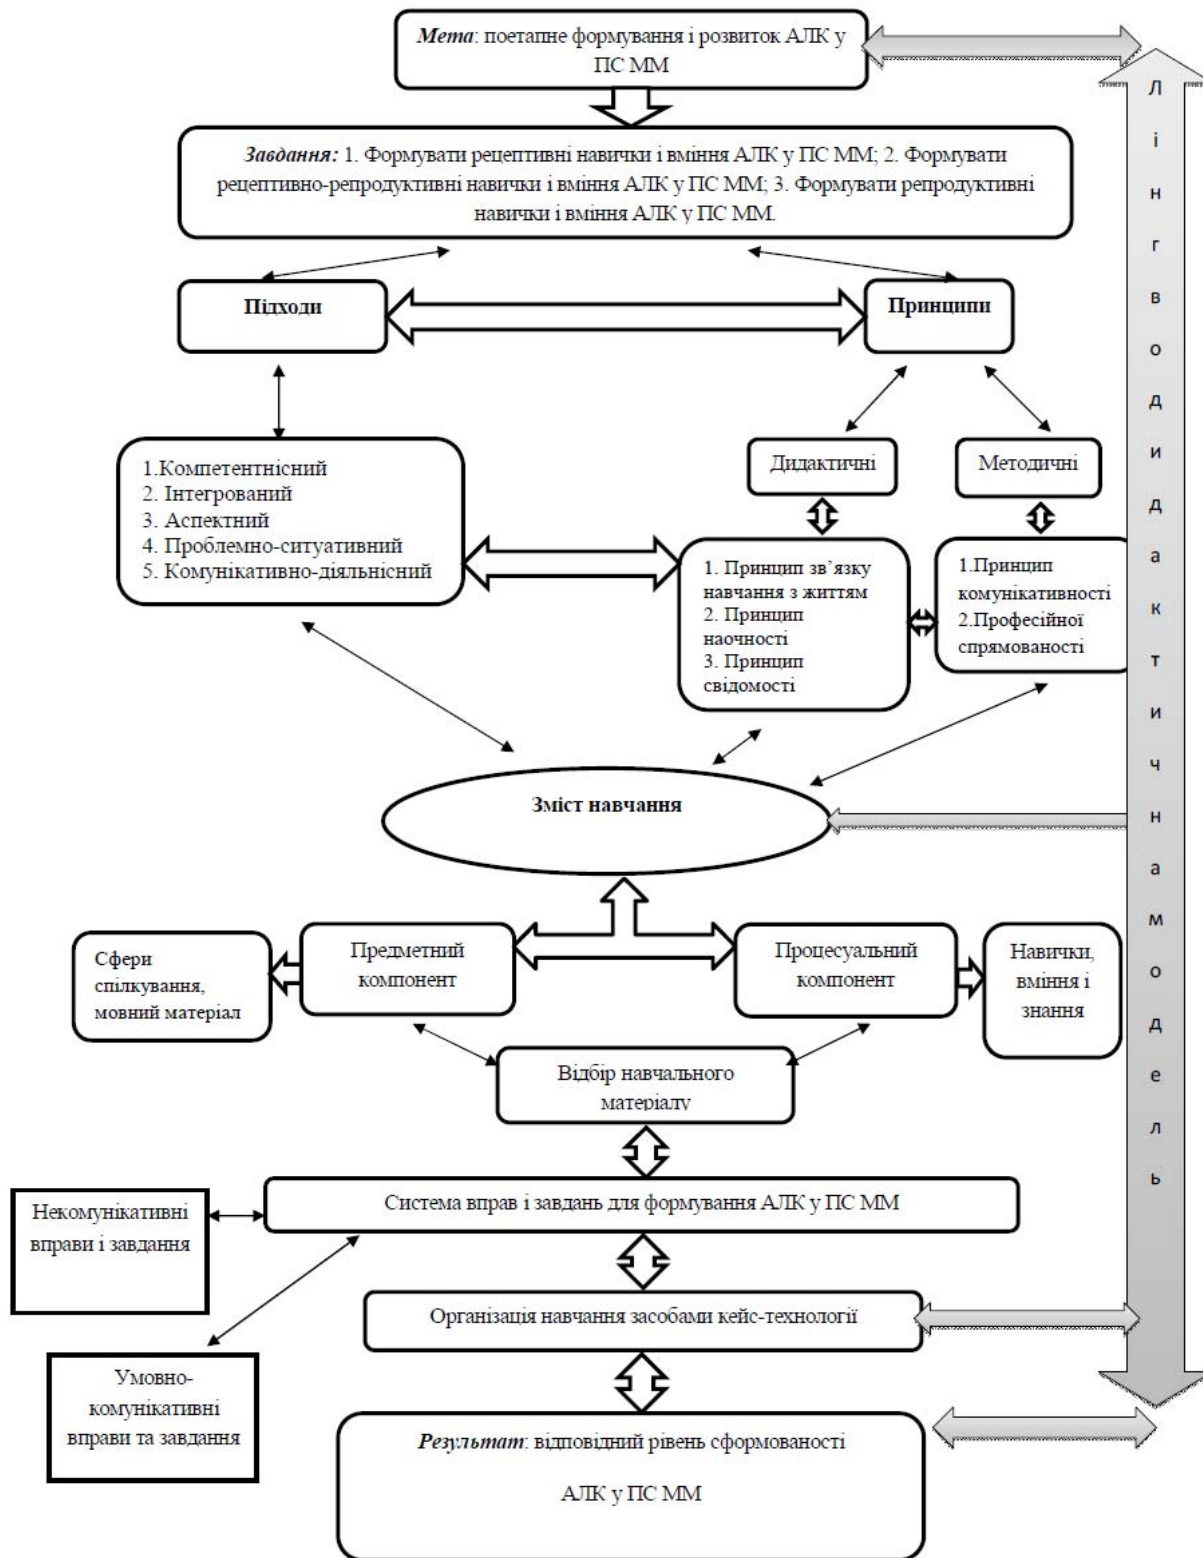 Мета: поетапне формування і розвиток АЛК у
ПС ММ
Завдання: 1. Формувати рецептивні навички і вміння АЛК у ПС ММ; 2. Формувати
рецептивно-репродуктивні навички і вміння АЛК у ПС ММ; 3. Формувати репродуктивні
навички і вміння АЛК у ПС ММ.
Підходи
Принципи
1.Компетентнісний
2. Інтегрований
3. Аспектний
4. Проблемно-ситуативний
5. Комунікативно-діяльнісний
Дидактичні
Методичні
1. Принцип зв’язку
навчання з життям
2. Принцип
наочності
3. Принцип
свідомості
1.Принцип
комунікативності
2.Професійної
спрямованості
Зміст навчання
Сфери
спілкування,
мовний матеріал
Предметний
компонент
Процесуальний
компонент
Навички,
вміння і
знання
Відбір навчального
матеріалу
Система вправ і завдань для формування АЛК у ПС ММ
Некомунікативні
вправи і завдання
Умовно-
комунікативні
вправи та завдання
Організація навчання засобами кейс-технології
Результат: відповідний рівень сформованості
АЛК у ПС ММ
Лінгводидактична модель